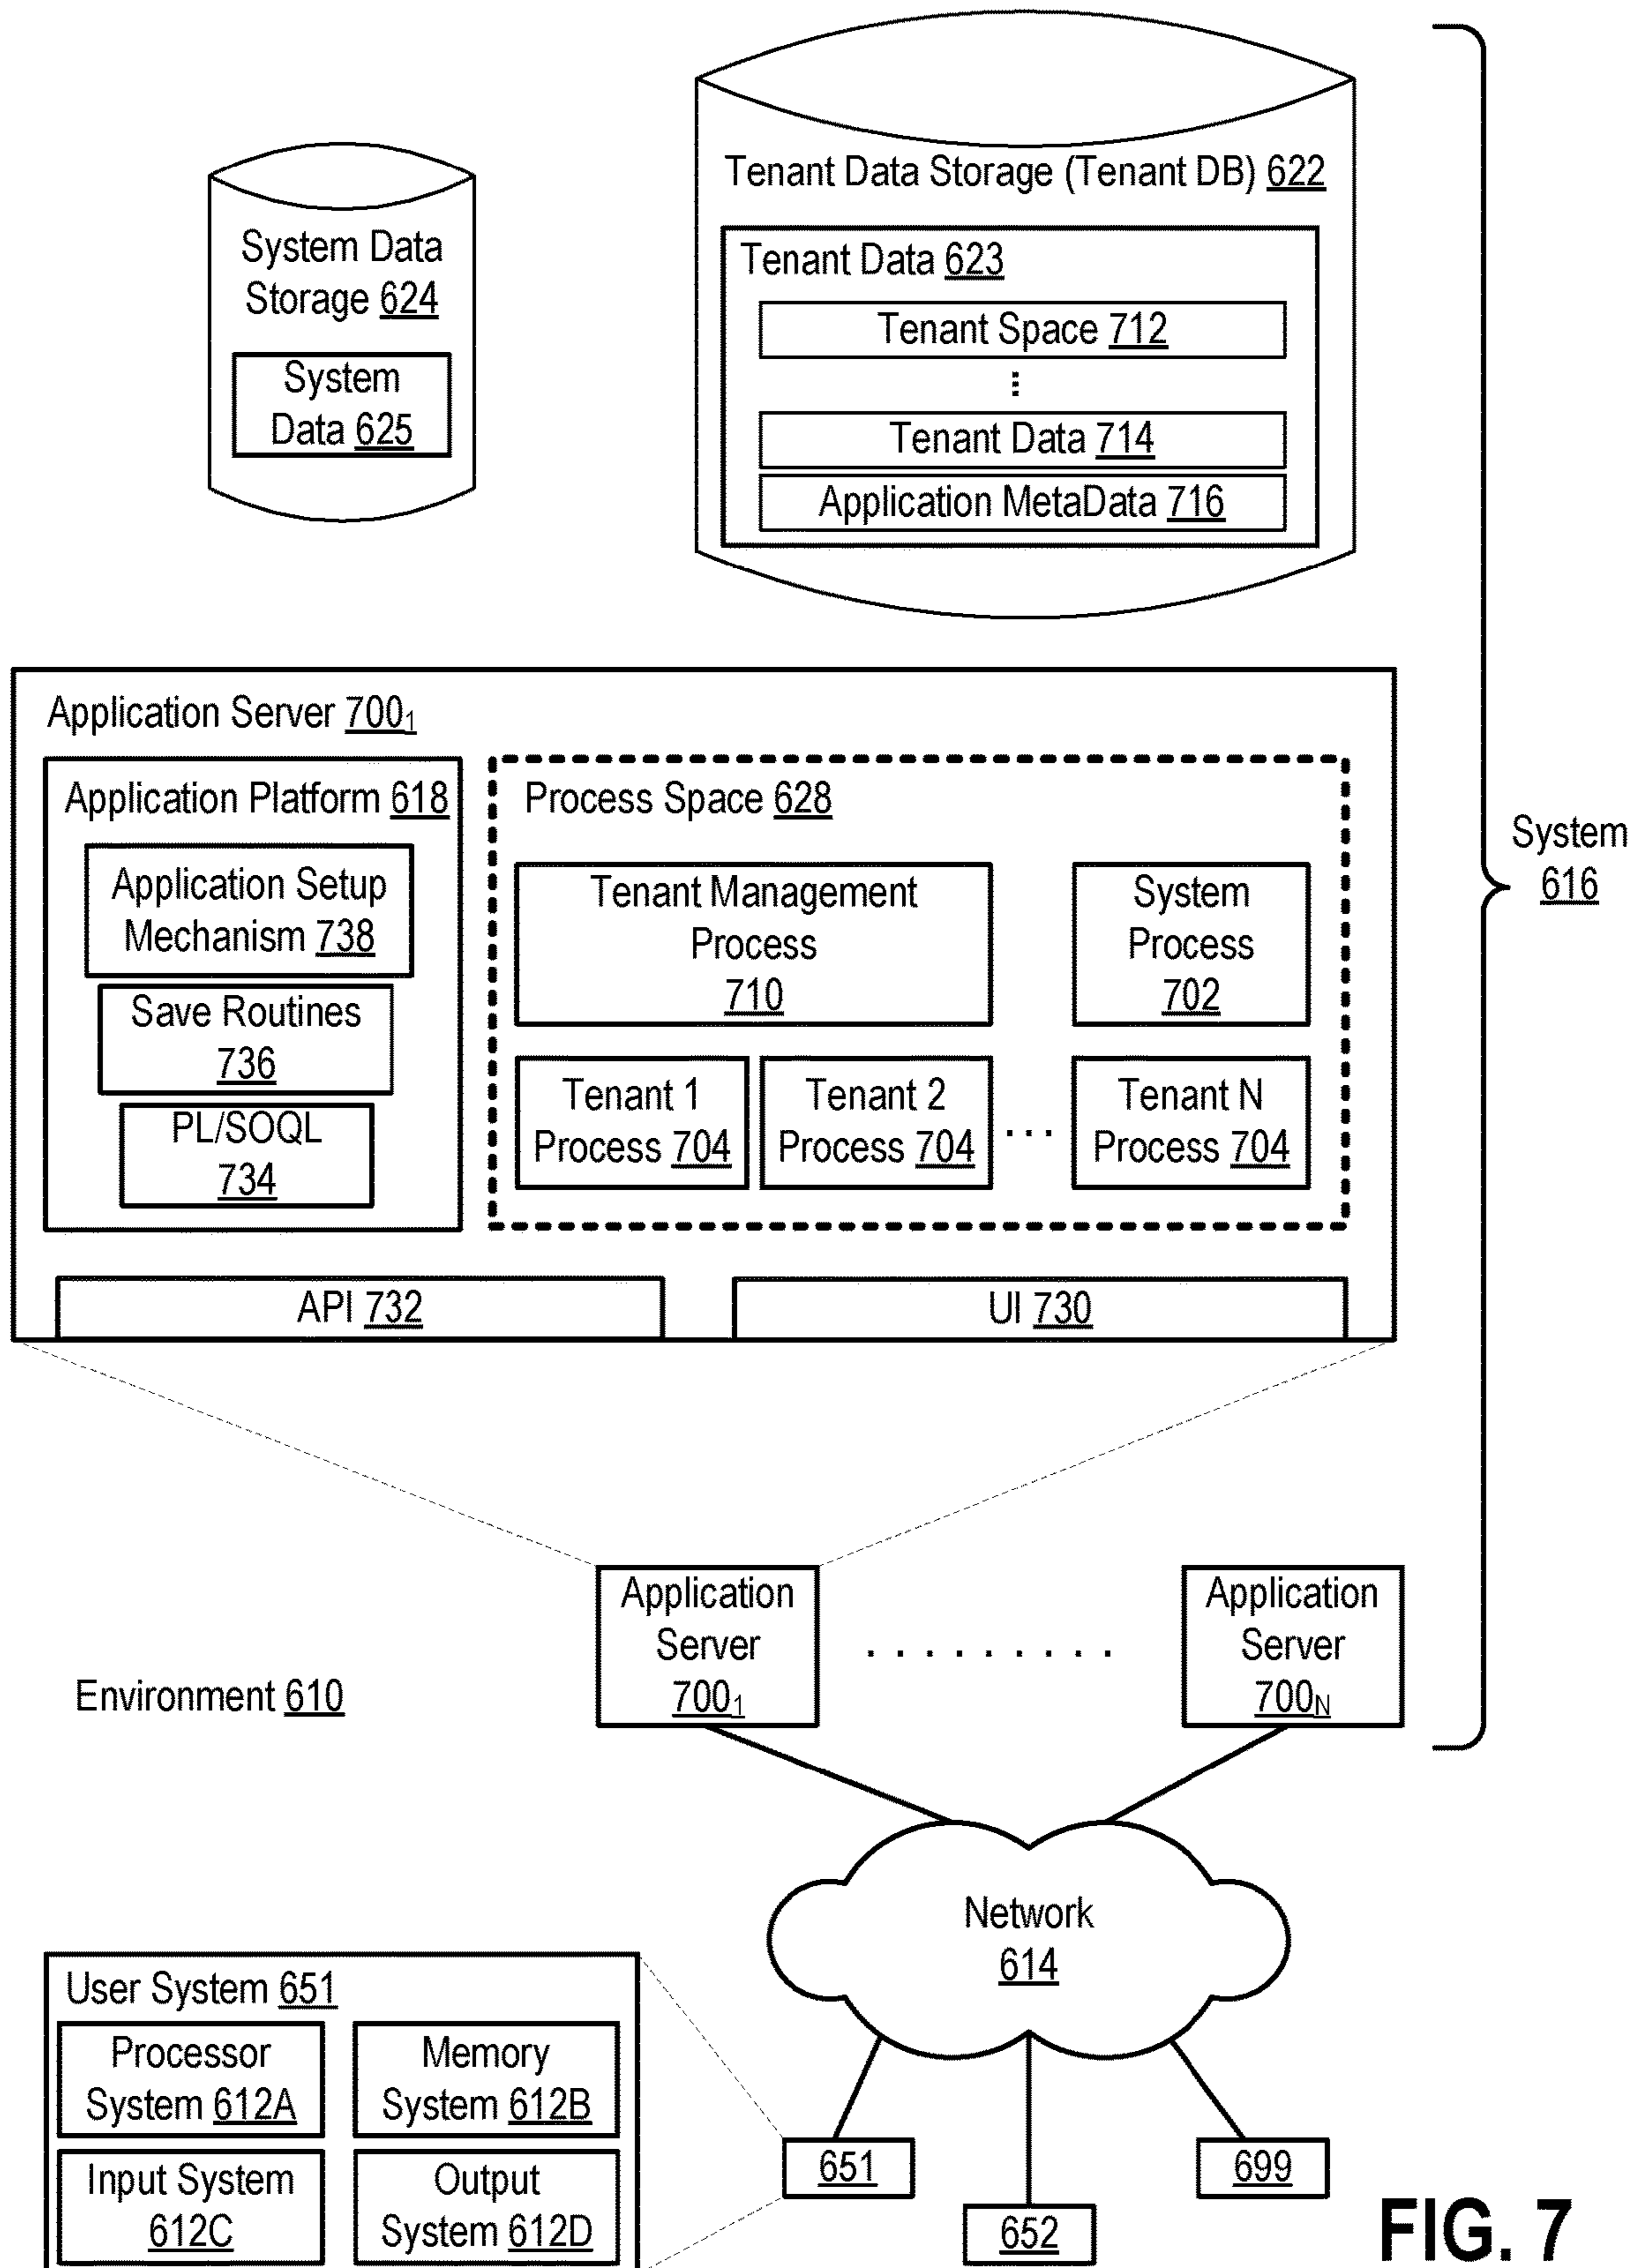 Tenant Data Storage (Tenant DB) 622
System Data
Storage 624
System
Data 625
Tenant Data 623
Tenant Space 712
⋮
Tenant Data 714
Application MetaData 716
System
616
Application Server 700₁
Application Platform 618
Application Setup
Mechanism 738
Save Routines
736
PL/SOQL
734
Process Space 628
Tenant Management
Process
710
System
Process
702
Tenant 1
Process 704
Tenant 2
Process 704
...
Tenant N
Process 704
API 732
UI 730
Application
Server
700₁
. . . . . . . . .
Application
Server
700N
Environment 610
Network
614
User System 651
Processor
System 612A
Memory
System 612B
Input System
612C
Output
System 612D
651
652
699
FIG. 7